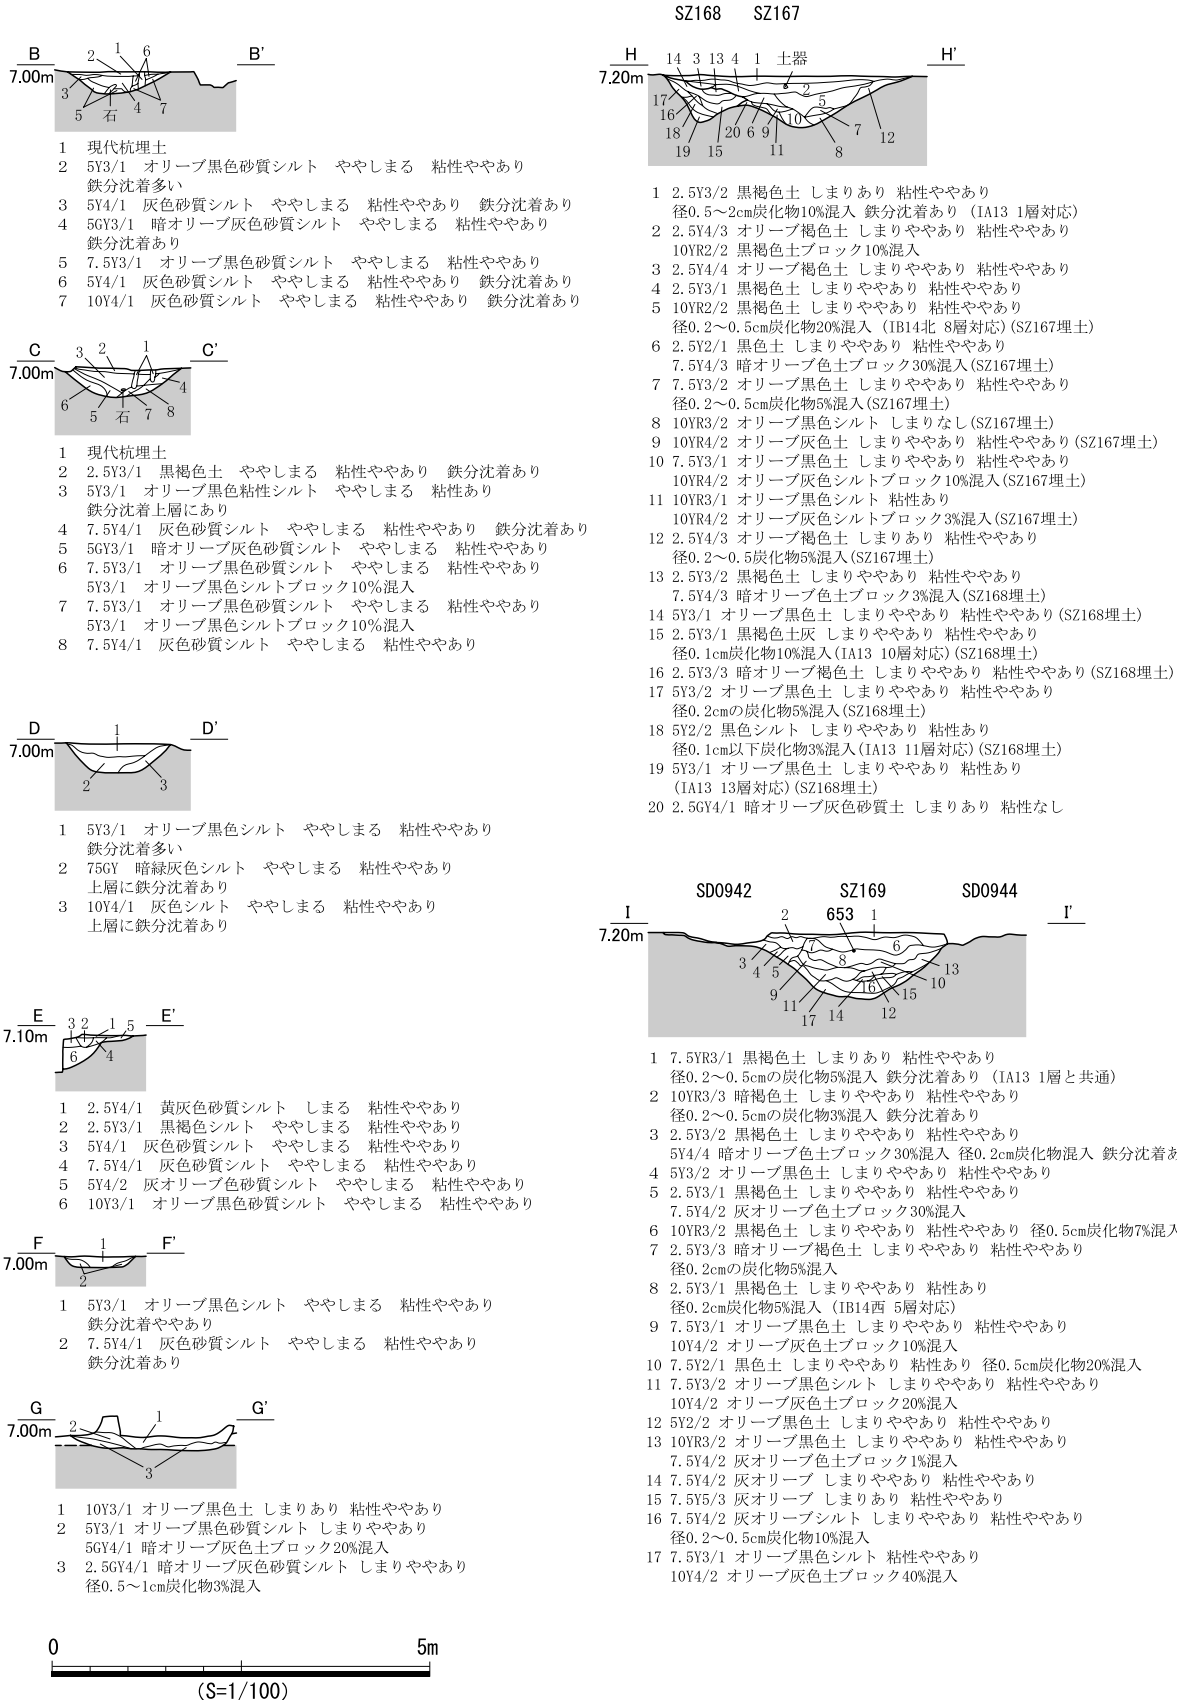 B B'
7.00m
1
2
6
3
5
石
4
7
1 現代杭埋土
2 5Y3/1 オリーブ黒色砂質シルト ややしまる 粘性ややあり
鉄分沈着多い
3 5Y4/1 灰色砂質シルト ややしまる 粘性ややあり 鉄分沈着あり
4 5GY3/1 暗オリーブ灰色砂質シルト ややしまる 粘性ややあり
鉄分沈着あり
5 7.5Y3/1 オリーブ黒色砂質シルト ややしまる 粘性ややあり
6 5Y4/1 灰色砂質シルト ややしまる 粘性ややあり 鉄分沈着あり
7 10Y4/1 灰色砂質シルト ややしまる 粘性ややあり 鉄分沈着あり
C C'
7.00m
3 2 1
4
6 5 石 7 8
1 現代杭埋土
2 2.5Y3/1 黒褐色土 ややしまる 粘性ややあり 鉄分沈着あり
3 5Y3/1 オリーブ黒色粘性シルト ややしまる 粘性あり
鉄分沈着上層にあり
4 7.5Y4/1 灰色砂質シルト ややしまる 粘性ややあり 鉄分沈着あり
5 5GY3/1 暗オリーブ灰色砂質シルト ややしまる 粘性ややあり
6 7.5Y3/1 オリーブ黒色砂質シルト ややしまる 粘性ややあり
5Y3/1 オリーブ黒色シルトブロック10%混入
7 7.5Y3/1 オリーブ黒色砂質シルト ややしまる 粘性ややあり
5Y3/1 オリーブ黒色シルトブロック10%混入
8 7.5Y4/1 灰色砂質シルト ややしまる 粘性ややあり
D D'
7.00m
1
2 3
1 5Y3/1 オリーブ黒色シルト ややしまる 粘性ややあり
鉄分沈着多い
2 75GY 暗緑灰色シルト ややしまる 粘性ややあり
上層に鉄分沈着あり
3 10Y4/1 灰色シルト ややしまる 粘性ややあり
上層に鉄分沈着あり
E E'
7.10m
3 2 1 5
6 4
1 2.5Y4/1 黄灰色砂質シルト しまる 粘性ややあり
2 2.5Y3/1 黒褐色シルト ややしまる 粘性ややあり
3 5Y4/1 灰色砂質シルト ややしまる 粘性ややあり
4 7.5Y4/1 灰色砂質シルト ややしまる 粘性ややあり
5 5Y4/2 灰オリーブ色砂質シルト ややしまる 粘性ややあり
6 10Y3/1 オリーブ黒色砂質シルト ややしまる 粘性ややあり
F F'
7.00m
1
2
1 5Y3/1 オリーブ黒色シルト ややしまる 粘性ややあり
鉄分沈着ややあり
2 7.5Y4/1 灰色砂質シルト ややしまる 粘性ややあり
鉄分沈着あり
G G'
7.00m
2 1
3
1 10Y3/1 オリーブ黒色土 しまりあり 粘性ややあり
2 5Y3/1 オリーブ黒色砂質シルト しまりややあり
5GY4/1 暗オリーブ灰色土ブロック20%混入
3 2.5GY4/1 暗オリーブ灰色砂質シルト しまりややあり
径0.5～1cm炭化物3%混入
0 5m
(S=1/100)
SZ168 SZ167
H H'
7.20m
14 3 13 4 1 土器
2
17
16
18
19 15 20 6 9 11 10 5 7 8 12
1 2.5Y3/2 黒褐色土 しまりあり 粘性ややあり
径0.5～2cm炭化物10%混入 鉄分沈着あり (IA13 1層対応)
2 2.5Y4/3 オリーブ褐色土 しまりややあり 粘性ややあり
10YR2/2 黒褐色土ブロック10%混入
3 2.5Y4/4 オリーブ褐色土 しまりややあり 粘性ややあり
4 2.5Y3/1 黒褐色土 しまりややあり 粘性ややあり
5 10YR2/2 黒褐色土 しまりややあり 粘性ややあり
径0.2～0.5cm炭化物20%混入 (IB14北 8層対応)(SZ167埋土)
6 2.5Y2/1 黒色土 しまりややあり 粘性ややあり
7.5Y4/3 暗オリーブ色土ブロック30%混入(SZ167埋土)
7 7.5Y3/2 オリーブ黒色土 しまりややあり 粘性ややあり
径0.2～0.5cm炭化物5%混入(SZ167埋土)
8 10YR3/2 オリーブ黒色シルト しまりなし(SZ167埋土)
9 10YR4/2 オリーブ灰色土 しまりややあり 粘性ややあり(SZ167埋土)
10 7.5Y3/1 オリーブ黒色土 しまりややあり 粘性ややあり
10YR4/2 オリーブ灰色シルトブロック10%混入(SZ167埋土)
11 10YR3/1 オリーブ黒色シルト 粘性あり
10YR4/2 オリーブ灰色シルトブロック3%混入(SZ167埋土)
12 2.5Y4/3 オリーブ褐色土 しまりあり 粘性ややあり
径0.2～0.5炭化物5%混入(SZ167埋土)
13 2.5Y3/2 黒褐色土 しまりややあり 粘性ややあり
7.5Y4/3 暗オリーブ色土ブロック3%混入(SZ168埋土)
14 5Y3/1 オリーブ黒色土 しまりややあり 粘性ややあり(SZ168埋土)
15 2.5Y3/1 黒褐色土灰 しまりややあり 粘性ややあり
径0.1cm炭化物10%混入(IA13 10層対応)(SZ168埋土)
16 2.5Y3/3 暗オリーブ褐色土 しまりややあり 粘性ややあり(SZ168埋土)
17 5Y3/2 オリーブ黒色土 しまりややあり 粘性ややあり
径0.2cmの炭化物5%混入(SZ168埋土)
18 5Y2/2 黒色シルト しまりややあり 粘性あり
径0.1cm以下炭化物3%混入(IA13 11層対応)(SZ168埋土)
19 5Y3/1 オリーブ黒色土 しまりややあり 粘性あり
(IA13 13層対応)(SZ168埋土)
20 2.5GY4/1 暗オリーブ灰色砂質土 しまりあり 粘性なし
SD0942 SZ169 SD0944
I I'
7.20m
2 653 1
7 8 6
3 4 5 9 11 17 14 16 12 15 10 13
1 7.5YR3/1 黒褐色土 しまりあり 粘性ややあり
径0.2～0.5cmの炭化物5%混入 鉄分沈着あり (IA13 1層と共通)
2 10YR3/3 暗褐色土 しまりややあり 粘性ややあり
径0.2～0.5cmの炭化物3%混入 鉄分沈着あり
3 2.5Y3/2 黒褐色土 しまりややあり 粘性ややあり
5Y4/4 暗オリーブ色土ブロック30%混入 径0.2cm炭化物混入 鉄分沈着あ
4 5Y3/2 オリーブ黒色土 しまりややあり 粘性ややあり
5 2.5Y3/1 黒褐色土 しまりややあり 粘性ややあり
7.5Y4/2 灰オリーブ色土ブロック30%混入
6 10YR3/2 黒褐色土 しまりややあり 粘性ややあり 径0.5cm炭化物7%混入
7 2.5Y3/3 暗オリーブ褐色土 しまりややあり 粘性ややあり
径0.2cmの炭化物5%混入
8 2.5Y3/1 黒褐色土 しまりややあり 粘性あり
径0.2cm炭化物5%混入 (IB14西 5層対応)
9 7.5Y3/1 オリーブ黒色土 しまりややあり 粘性ややあり
10Y4/2 オリーブ灰色土ブロック10%混入
10 7.5Y2/1 黒色土 しまりややあり 粘性あり 径0.5cm炭化物20%混入
11 7.5Y3/2 オリーブ黒色シルト しまりややあり 粘性ややあり
10Y4/2 オリーブ灰色土ブロック20%混入
12 5Y2/2 オリーブ黒色土 しまりややあり 粘性ややあり
13 10YR3/2 オリーブ黒色土 しまりややあり 粘性ややあり
7.5Y4/2 灰オリーブ色土ブロック1%混入
14 7.5Y4/2 灰オリーブ しまりややあり 粘性ややあり
15 7.5Y5/3 灰オリーブ しまりあり 粘性ややあり
16 7.5Y4/2 灰オリーブシルト しまりややあり 粘性ややあり
径0.2～0.5cm炭化物10%混入
17 7.5Y3/1 オリーブ黒色シルト 粘性ややあり
10Y4/2 オリーブ灰色土ブロック40%混入